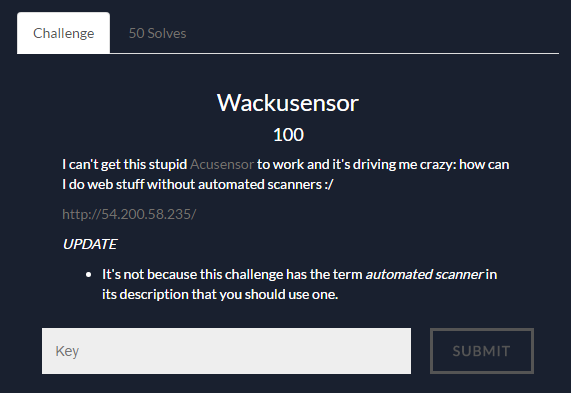 Challenge
50 Solves
Wackusensor
100
I can't get this stupid Acusensor to work and it's driving me crazy: how can
I do web stuff without automated scanners :/
http://54.200.58.235/
UPDATE
• It's not because this challenge has the term automated scanner in
its description that you should use one.
Key
SUBMIT